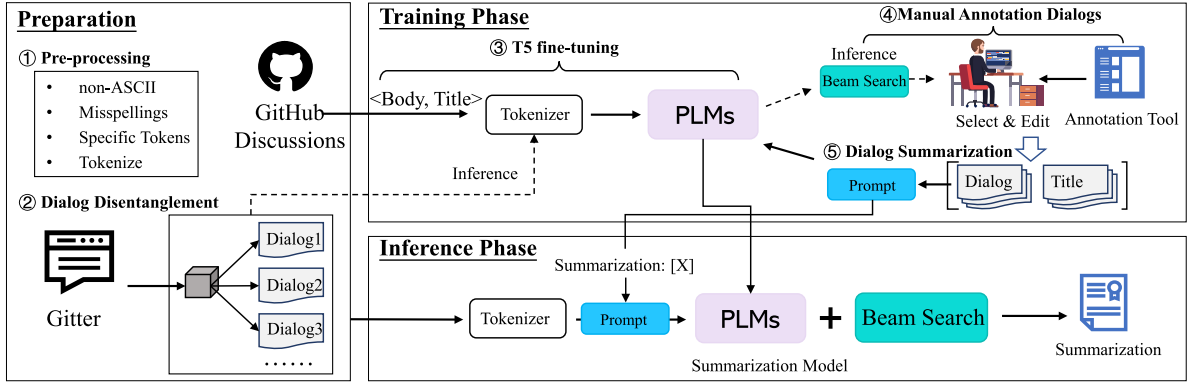 Preparation
① Pre-processing
• non-ASCII
• Misspellings
• Specific Tokens
• Tokenize
GitHub
Discussions
② Dialog Disentanglement
Gitter
Dialog1
Dialog2
Dialog3
······
Training Phase
③ T5 fine-tuning
<Body, Title>
Tokenizer
Inference
PLMs
④Manual Annotation Dialogs
Inference
Beam Search
Select & Edit
Annotation Tool
⑤ Dialog Summarization
Prompt
Dialog
Title
Inference Phase
Summarization: [X]
Tokenizer
Prompt
PLMs
+
Beam Search
Summarization
Summarization Model